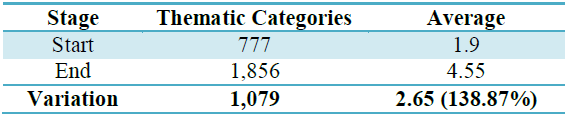 Stage Thematic Categories Average
Start 777 1.9
End 1,856 4.55
Variation 1,079 2.65 (138.87%)